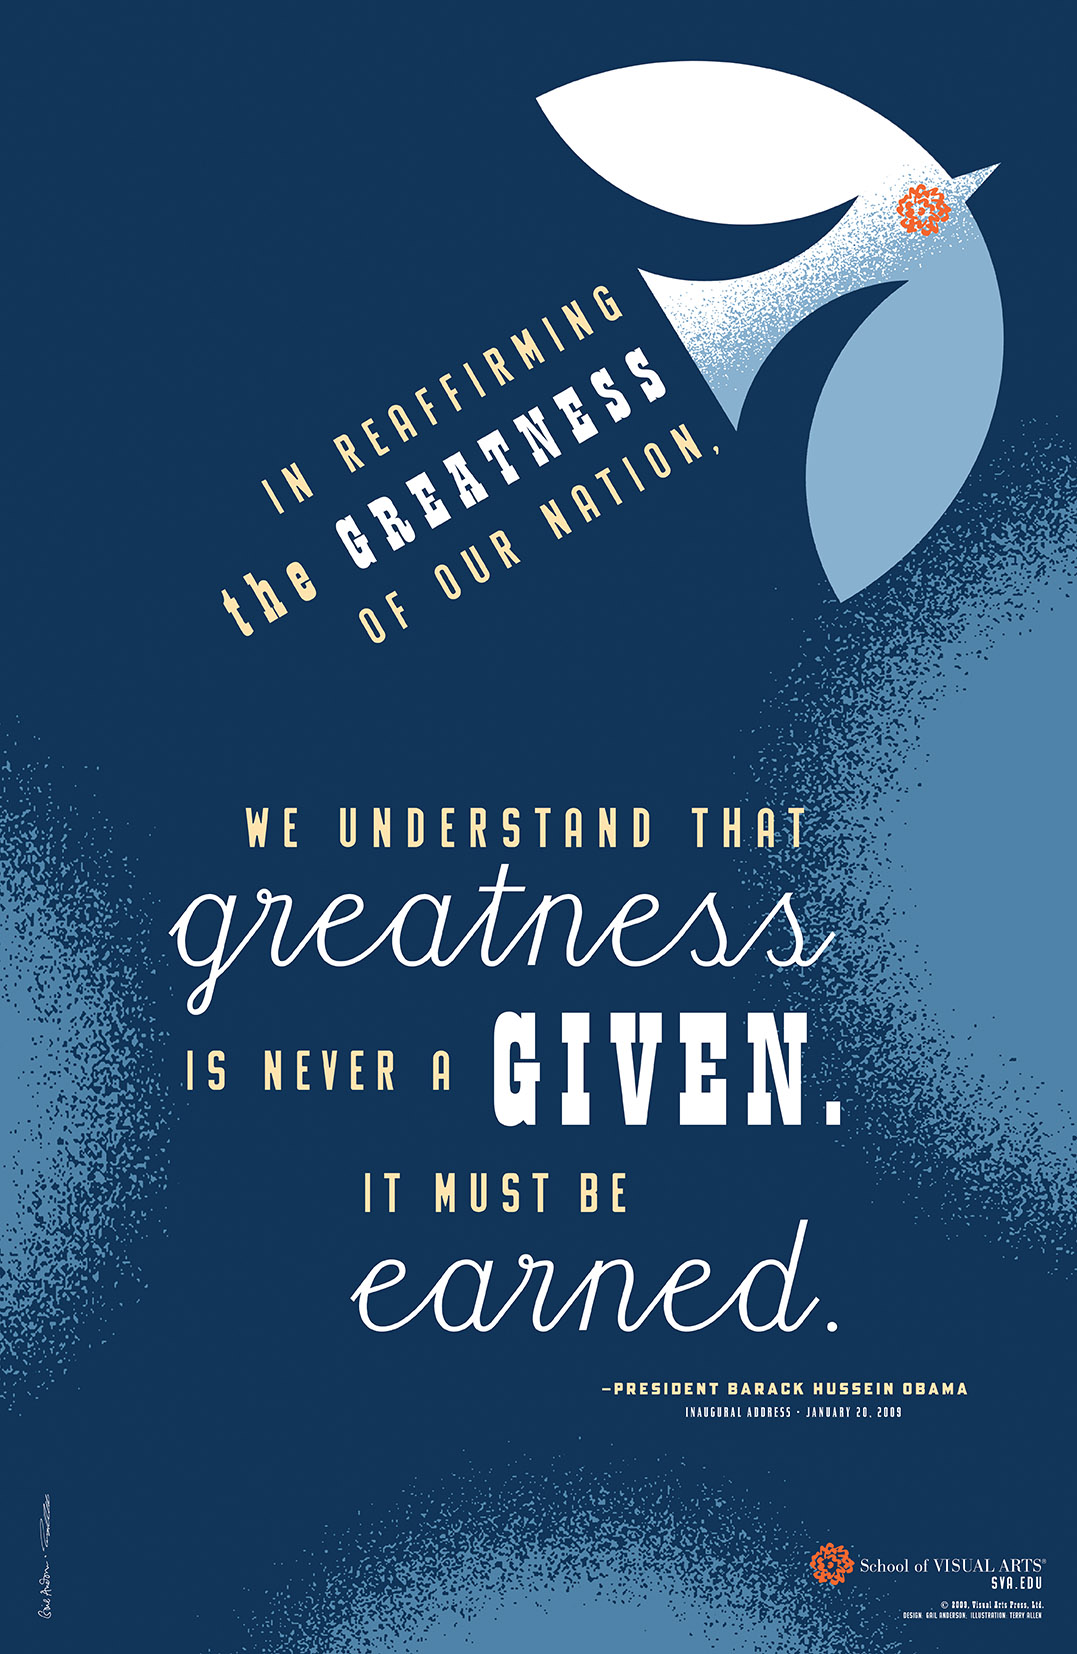 IN REAFFIRMING
the GREATNESS
OF OUR NATION,
WE UNDERSTAND THAT
greatness
IS NEVER A GIVEN.
IT MUST BE
earned.
–PRESIDENT BARACK HUSSEIN OBAMA
INAUGURAL ADDRESS • JANUARY 20, 2009
School of VISUAL ARTS®
SVA.EDU
© 2009, Visual Arts Press, Ltd.
DESIGN: GAIL ANDERSON, ILLUSTRATION: TERRY ALLEN